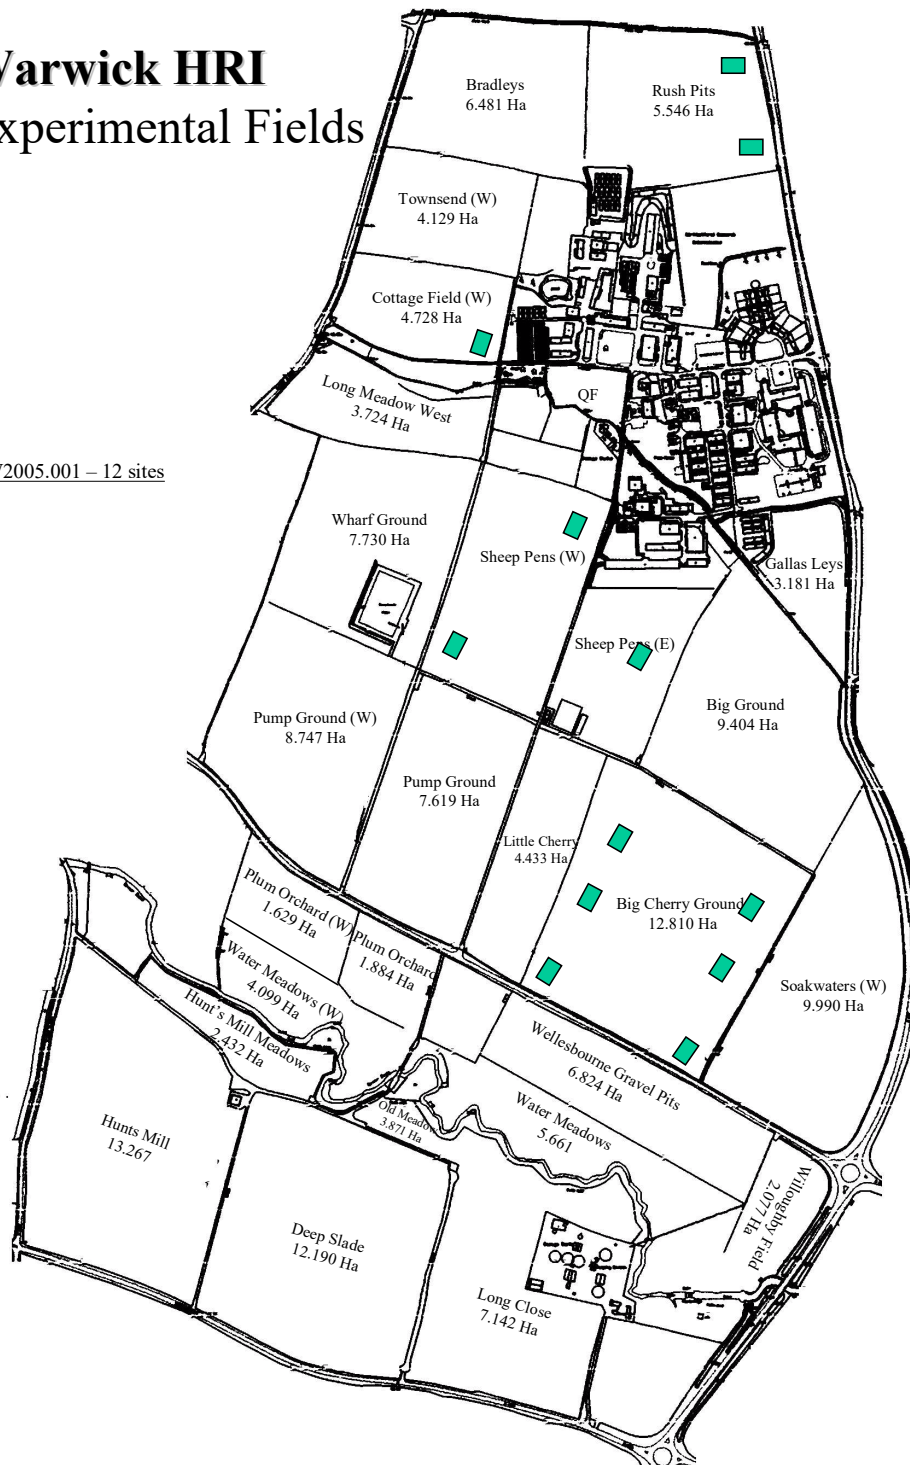 Warwick HRI
Experimental Fields
Bradleys
6.481 Ha
Rush Pits
5.546 Ha
Townsend (W)
4.129 Ha
Cottage Field (W)
4.728 Ha
Long Meadow West
3.724 Ha
QF
/2005.001 – 12 sites
Wharf Ground
7.730 Ha
Sheep Pens (W)
Gallas Leys
3.181 Ha
Sheep Pens (E)
Big Ground
9.404 Ha
Pump Ground (W)
8.747 Ha
Pump Ground
7.619 Ha
Little Cherry
4.433 Ha
Big Cherry Ground
12.810 Ha
Plum Orchard (W)
1.629 Ha
Plum Orchard
1.884 Ha
Water Meadows (W)
4.099 Ha
Hunt's Mill Meadows
2.432 Ha
Soakwaters (W)
9.990 Ha
Wellesbourne Gravel Pits
6.824 Ha
Water Meadows
5.661
Old Meadow
3.871 Ha
Hunts Mill
13.267
Willoughby Field
2.077 Ha
Deep Slade
12.190 Ha
Long Close
7.142 Ha